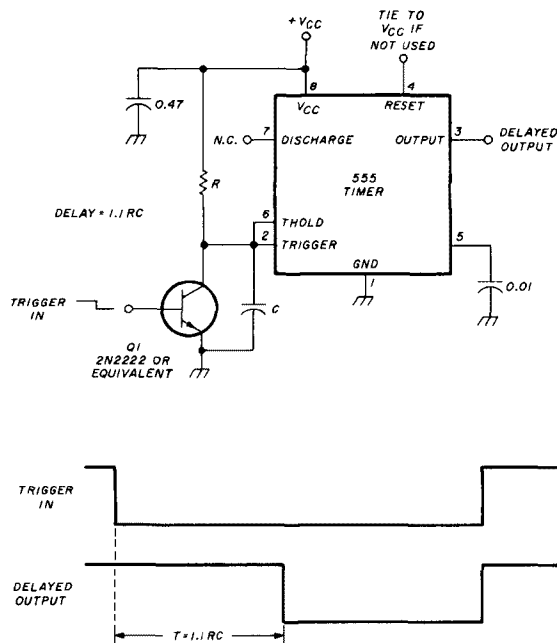 +VCC
TIE TO
VCC IF
NOT USED
8
4
VCC
RESET
0.47
N.C.
7
DISCHARGE
OUTPUT
3
DELAYED
OUTPUT
555
TIMER
R
DELAY = 1.1 RC
6
THOLD
2
TRIGGER
5
GND
1
0.01
TRIGGER
IN
C
Q1
2N2222 OR
EQUIVALENT
TRIGGER
IN
DELAYED
OUTPUT
T = 1.1 RC